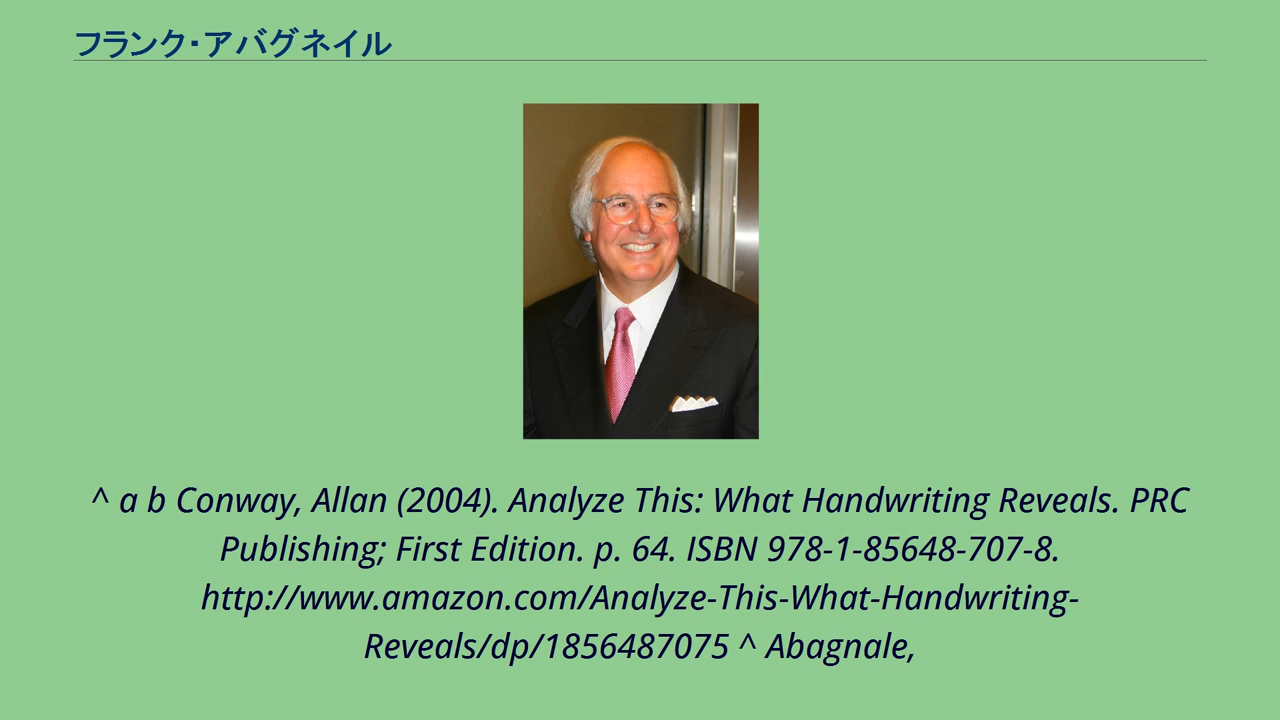 フランク・アバグネイル
^ a b Conway, Allan (2004). Analyze This: What Handwriting Reveals. PRC
Publishing; First Edition. p. 64. ISBN 978-1-85648-707-8.
http://www.amazon.com/Analyze-This-What-Handwriting-
Reveals/dp/1856487075 ^ Abagnale,